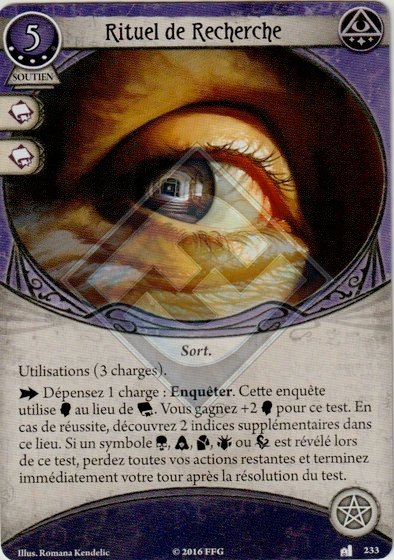 5
Rituel de Recherche
SOUTIEN
Sort.
Utilisations (3 charges).
Dépensez 1 charge : Enquêter. Cette enquête
utilise au lieu de . Vous gagnez +2 pour ce test. En
cas de réussite, découvrez 2 indices supplémentaires dans
ce lieu. Si un symbole , , , ou est révélé lors
de ce test, perdez toutes vos actions restantes et terminez
immédiatement votre tour après la résolution du test.
Illus. Romana Kendelic
© 2016 FFG
233